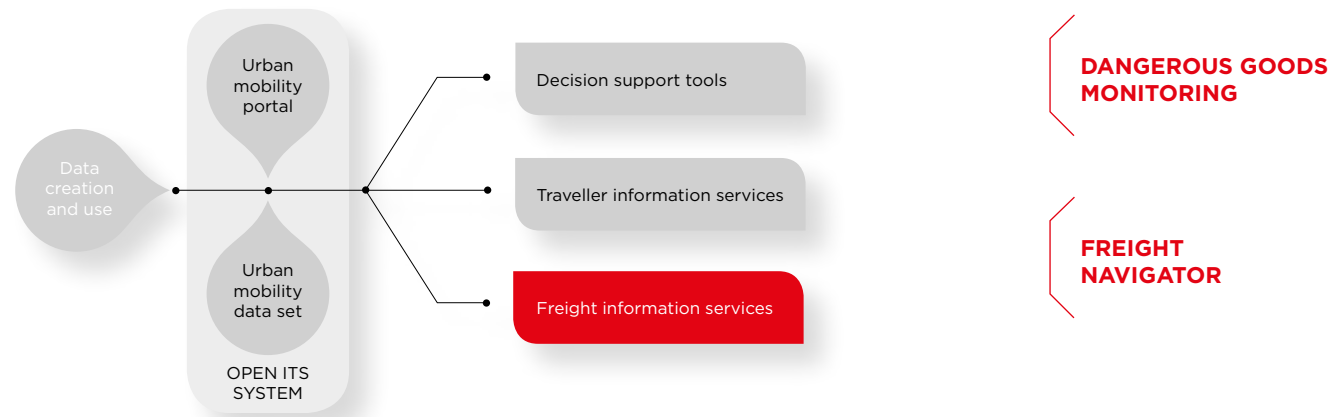 Data
creation
and use
Urban
mobility
portal
Urban
mobility
data set
OPEN ITS
SYSTEM
Decision support tools
Traveller information services
Freight information services
DANGEROUS GOODS
MONITORING
FREIGHT
NAVIGATOR